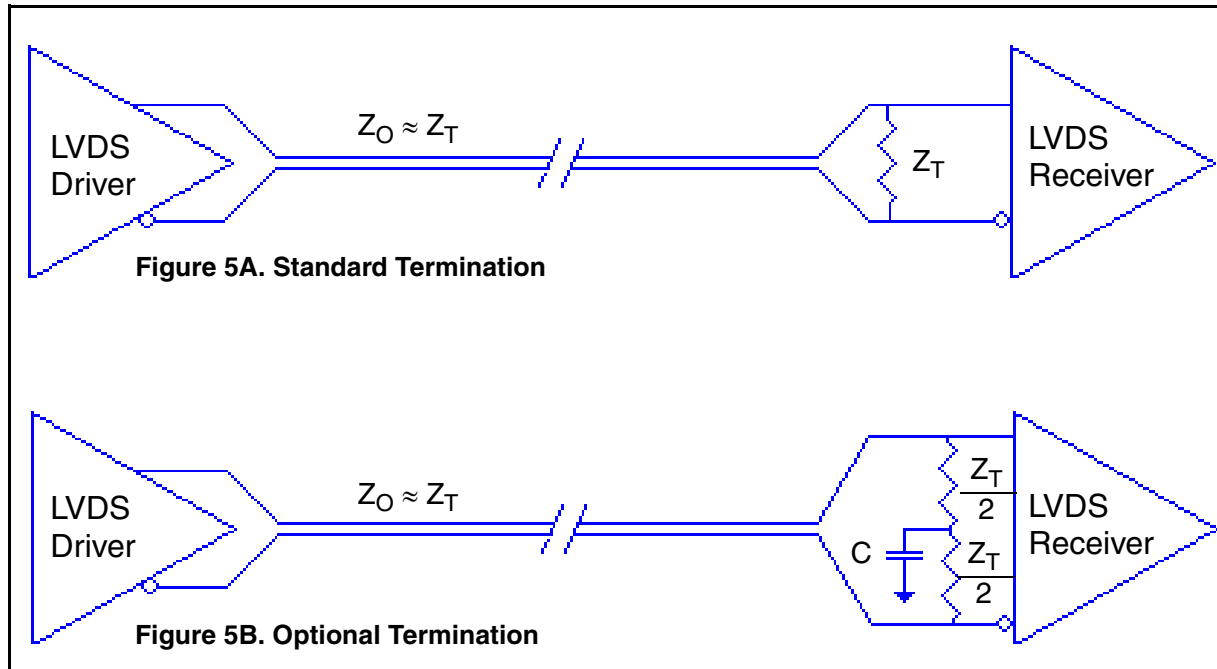 LVDS
Driver
Z_O ≈ Z_T
Z_T
LVDS
Receiver
Figure 5A. Standard Termination
LVDS
Driver
Z_O ≈ Z_T
C
Z_T
2
Z_T
2
LVDS
Receiver
Figure 5B. Optional Termination